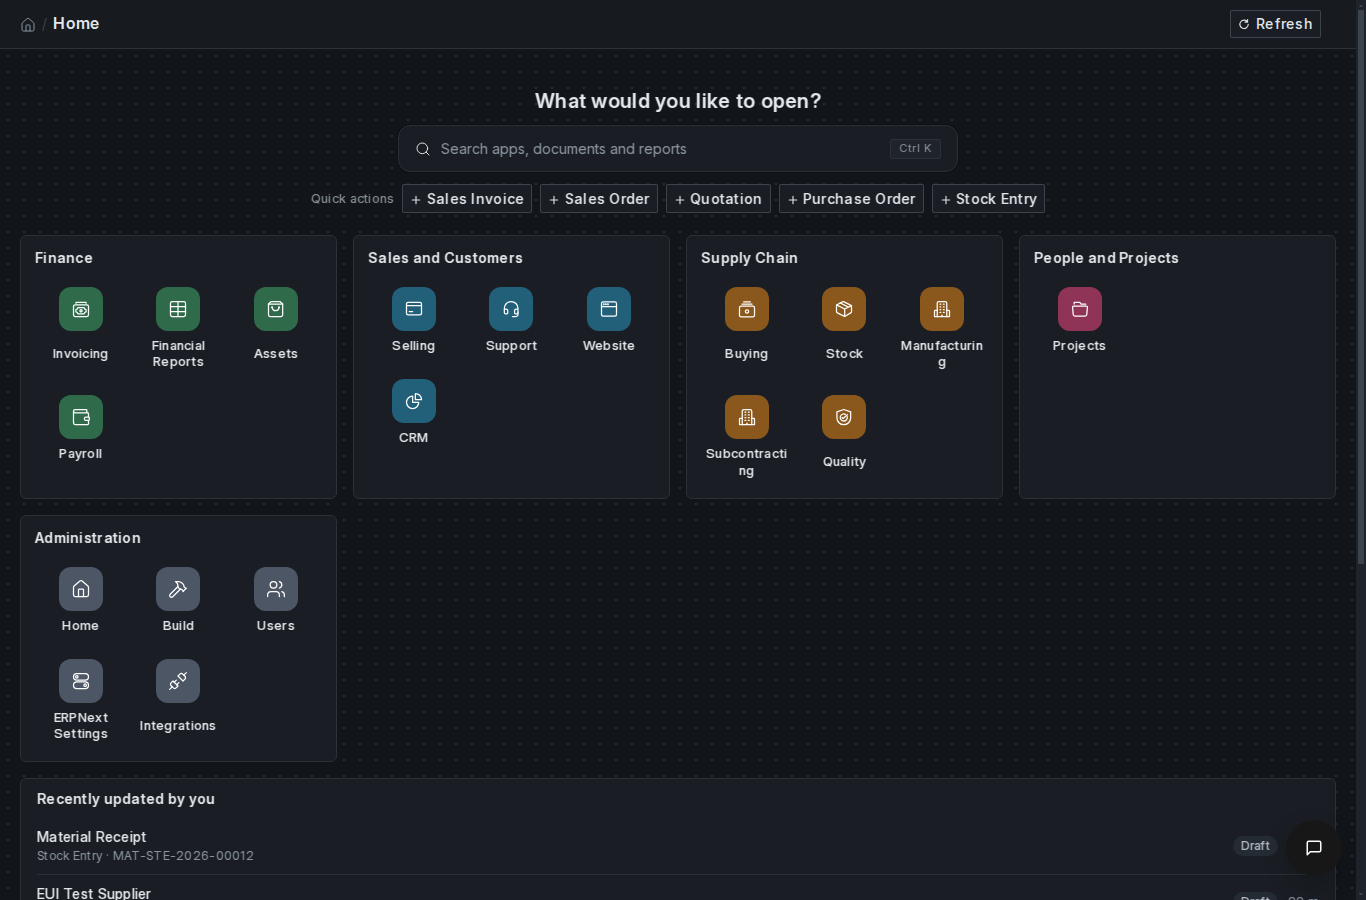 / Home
Refresh
What would you like to open?
Search apps, documents and reports
Ctrl K
Quick actions
+ Sales Invoice
+ Sales Order
+ Quotation
+ Purchase Order
+ Stock Entry
Finance
Invoicing
Financial
Reports
Assets
Payroll
Sales and Customers
Selling
Support
Website
CRM
Supply Chain
Buying
Stock
Manufacturin
g
Subcontracti
ng
Quality
People and Projects
Projects
Administration
Home
Build
Users
ERPNext
Settings
Integrations
Recently updated by you
Material Receipt
Stock Entry · MAT-STE-2026-00012
Draft
EUI Test Supplier
Draft